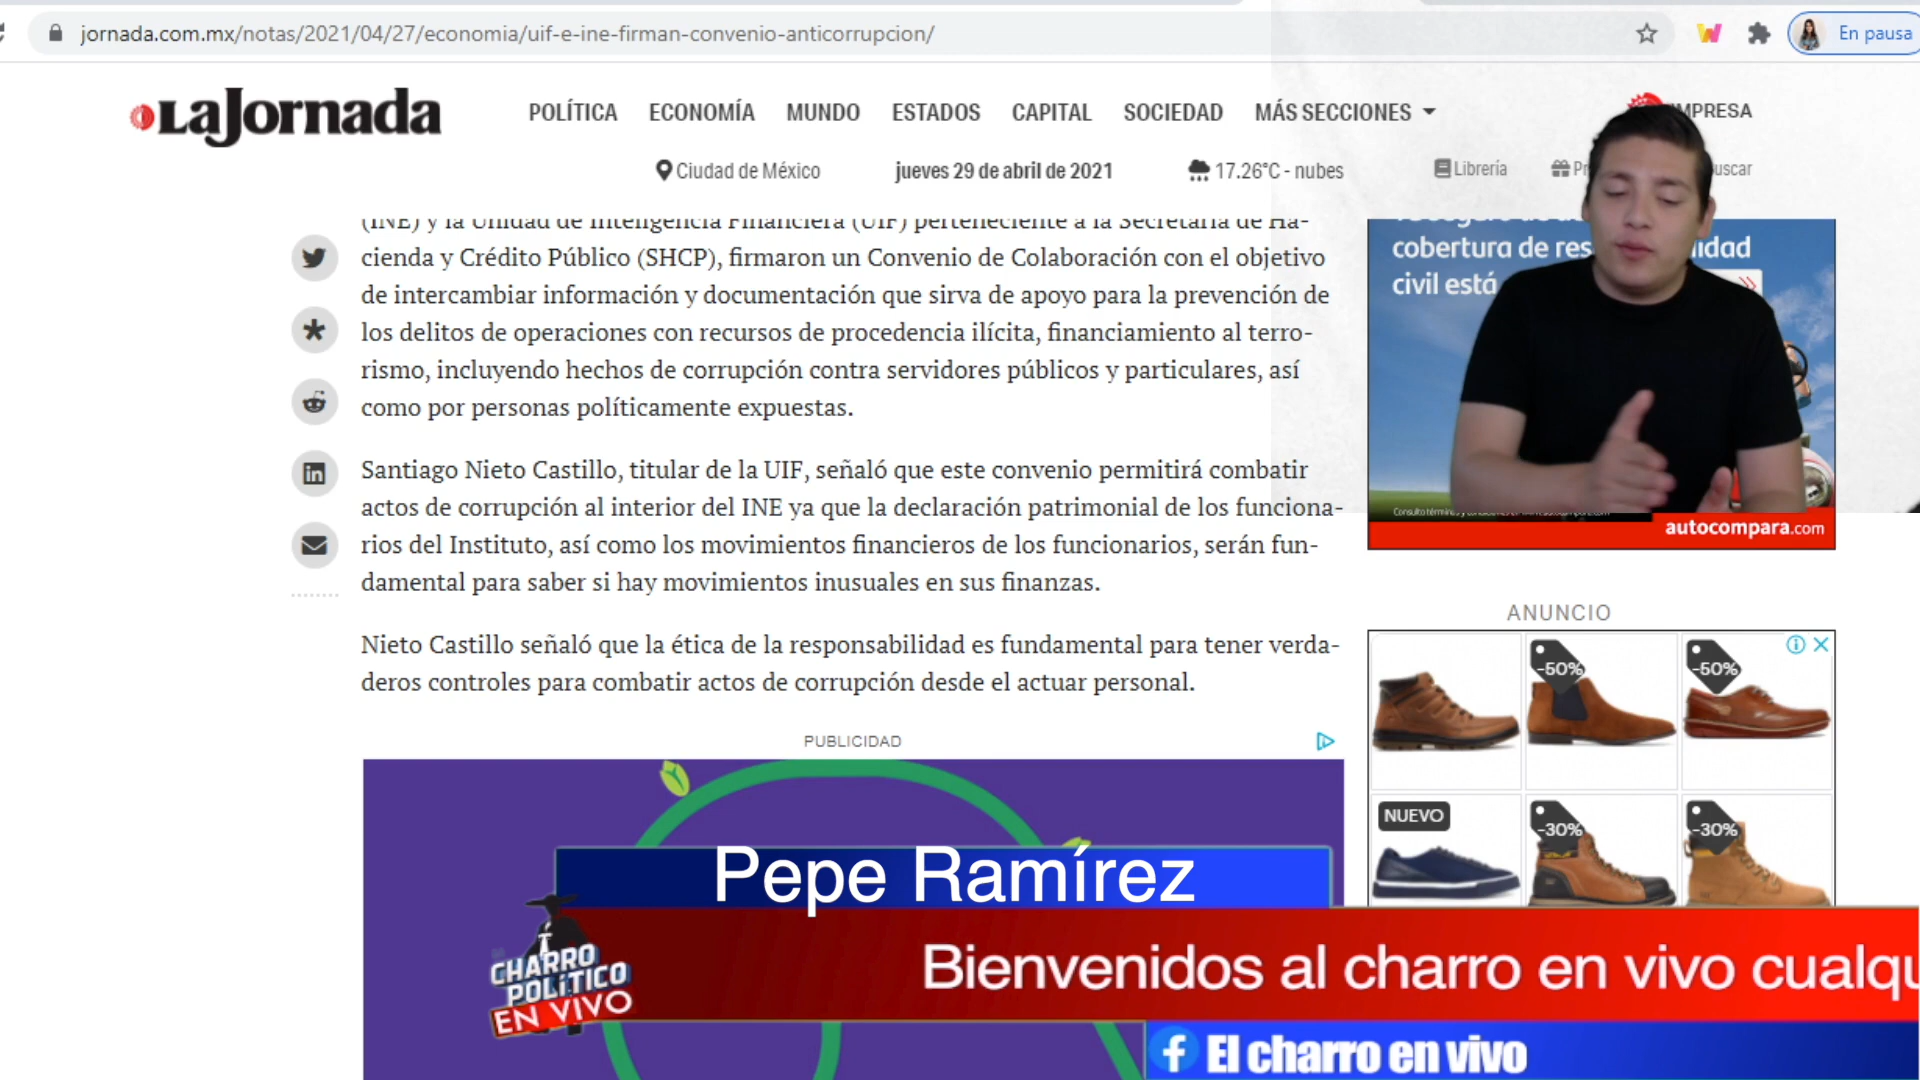 jornada.com.mx/notas/2021/04/27/economia/uif-e-ine-firman-convenio-anticorrupcion/
En pausa
La Jornada
POLÍTICA ECONOMÍA MUNDO ESTADOS CAPITAL SOCIEDAD MÁS SECCIONES
IMPRESA
Ciudad de México jueves 29 de abril de 2021 17.26°C - nubes Librería
(INE) y la Unidad de Inteligencia Financiera (UIF) perteneciente a la Secretaría de Ha-
cienda y Crédito Público (SHCP), firmaron un Convenio de Colaboración con el objetivo
de intercambiar información y documentación que sirva de apoyo para la prevención de
los delitos de operaciones con recursos de procedencia ilícita, financiamiento al terro-
rismo, incluyendo hechos de corrupción contra servidores públicos y particulares, así
como por personas políticamente expuestas.
Santiago Nieto Castillo, titular de la UIF, señaló que este convenio permitirá combatir
actos de corrupción al interior del INE ya que la declaración patrimonial de los funciona-
rios del Instituto, así como los movimientos financieros de los funcionarios, serán fun-
damental para saber si hay movimientos inusuales en sus finanzas.
Nieto Castillo señaló que la ética de la responsabilidad es fundamental para tener verda-
deros controles para combatir actos de corrupción desde el actuar personal.
PUBLICIDAD
cobertura de res
civil está
autocompara.com
ANUNCIO
-50% -50%
NUEVO -30% -30%
Pepe Ramírez
CHARRO
POLÍTICO
EN VIVO
Bienvenidos al charro en vivo cualqu
El charro en vivo